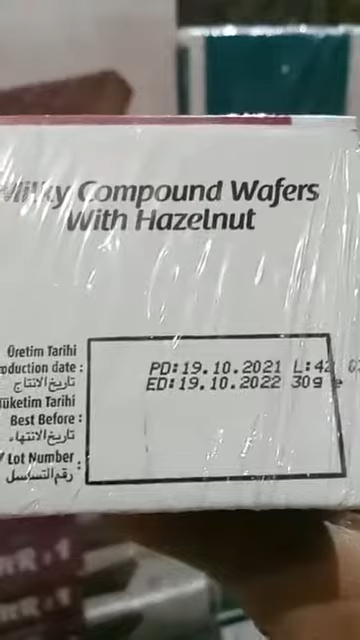 Milky Compound Wafers
With Hazelnut
Üretim Tarihi
oduction date :
تاريخ الانتاج
üketim Tarihi
Best Before :
تاريخ الانتهاء
Lot Number
رقم التسلسل :
PD:19.10.2021 L:42
ED:19.10.2022 30g e